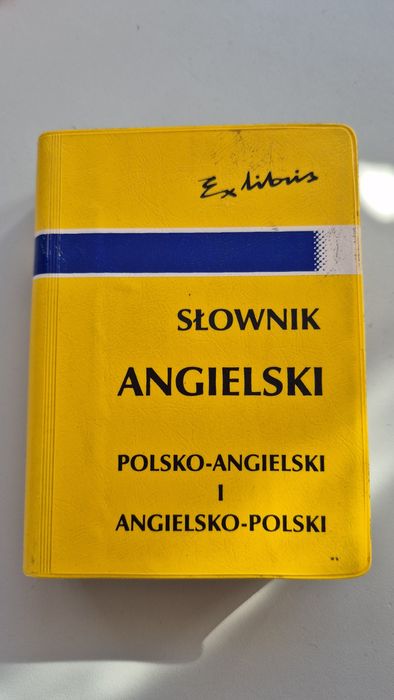 Ex libris
SŁOWNIK
ANGIELSKI
POLSKO-ANGIELSKI
I
ANGIELSKO-POLSKI